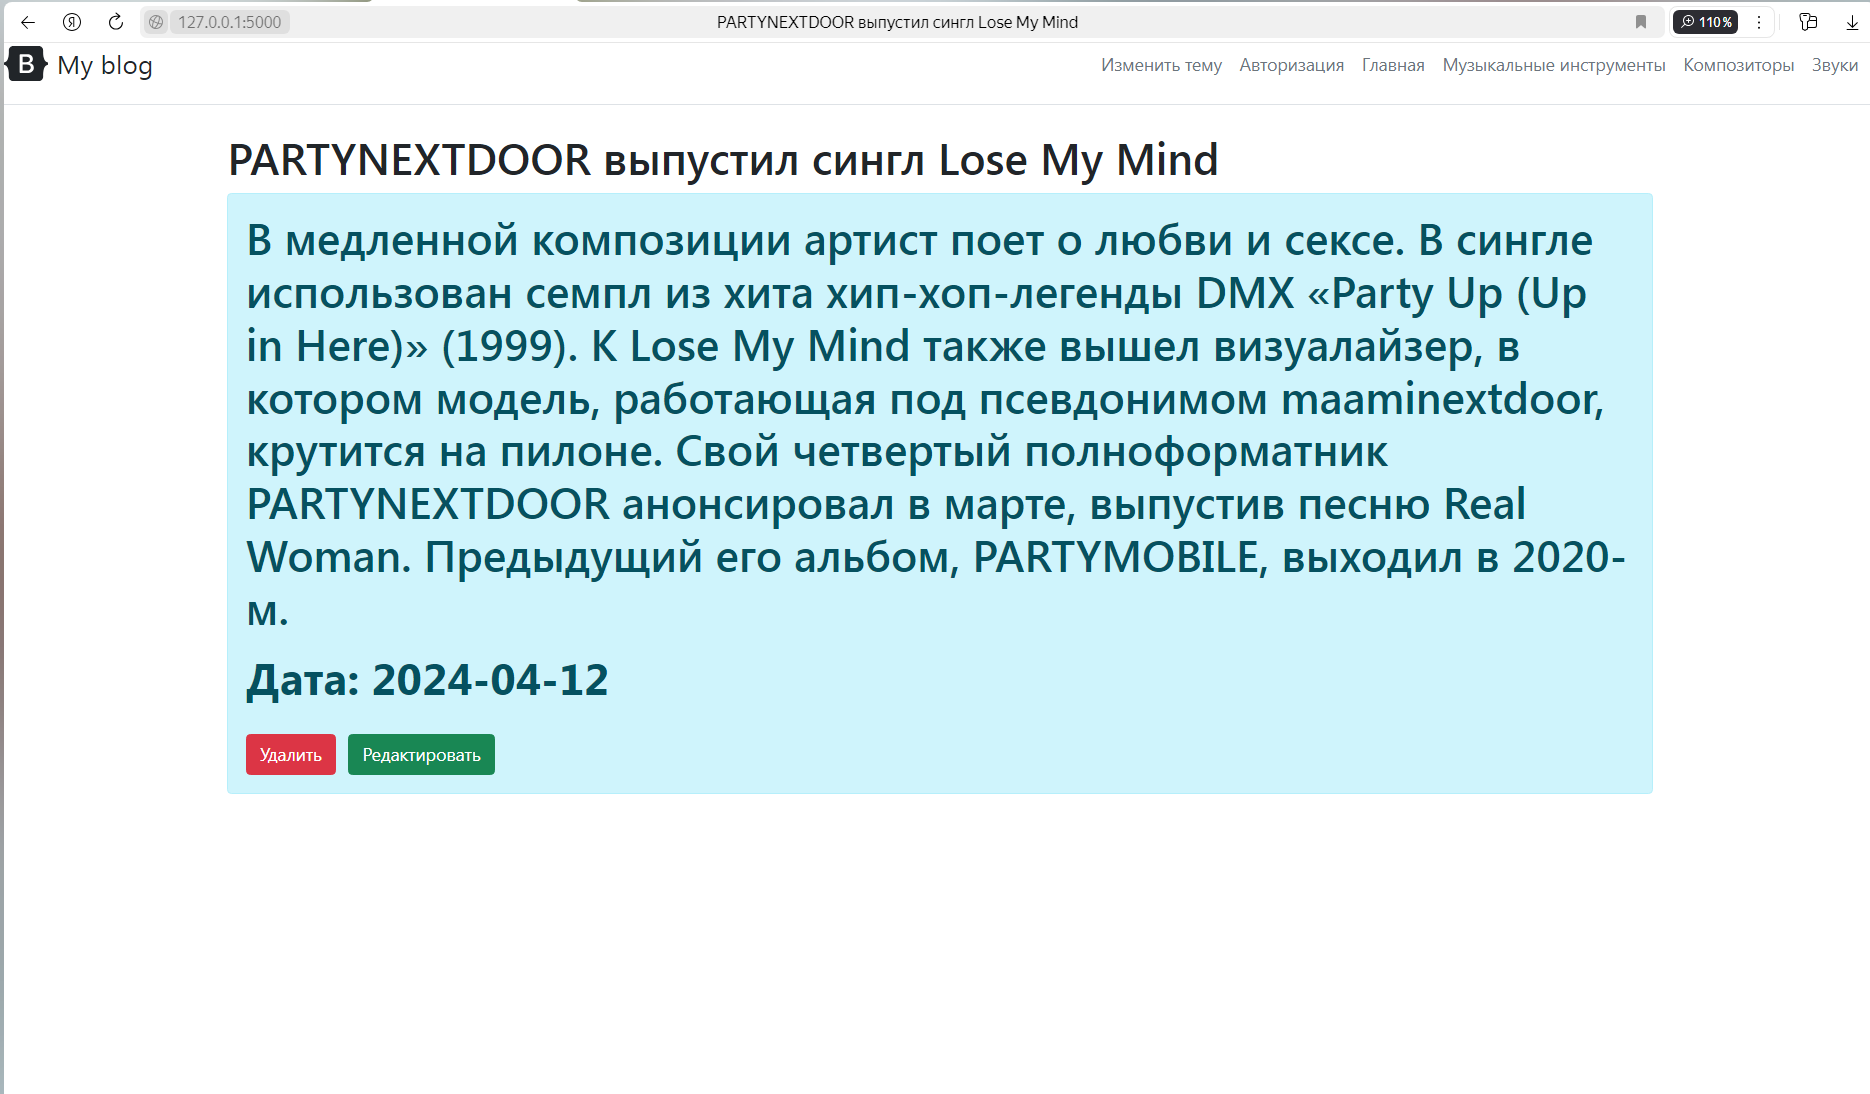 127.0.0.1:5000
PARTYNEXTDOOR выпустил сингл Lose My Mind
110%
B
My blog
Изменить тему
Авторизация
Главная
Музыкальные инструменты
Композиторы
Звуки
PARTYNEXTDOOR выпустил сингл Lose My Mind
В медленной композиции артист поет о любви и сексе. В сингле
использован семпл из хита хип-хоп-легенды DMX «Party Up (Up
in Here)» (1999). К Lose My Mind также вышел визуалайзер, в
котором модель, работающая под псевдонимом maaminextdoor,
крутится на пилоне. Свой четвертый полноформатник
PARTYNEXTDOOR анонсировал в марте, выпустив песню Real
Woman. Предыдущий его альбом, PARTYMOBILE, выходил в 2020-
м.
Дата: 2024-04-12
Удалить
Редактировать